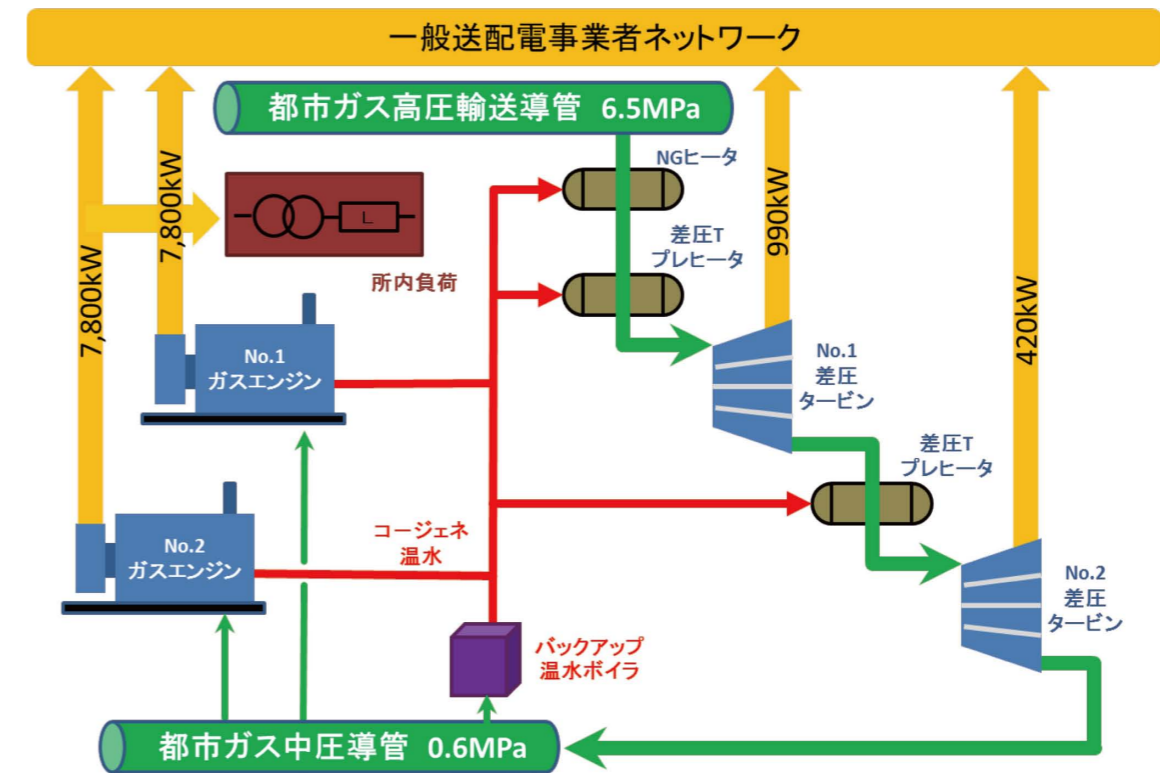 一般送配電事業者ネットワーク
都市ガス高圧輸送導管 6.5MPa
NGヒータ
7,800kW
7,800kW
990kW
420kW
L
所内負荷
差圧T
プレヒータ
No.1
ガスエンジン
No.1
差圧
タービン
差圧T
プレヒータ
コージェネ
温水
No.2
ガスエンジン
No.2
差圧
タービン
バックアップ
温水ボイラ
都市ガス中圧導管 0.6MPa